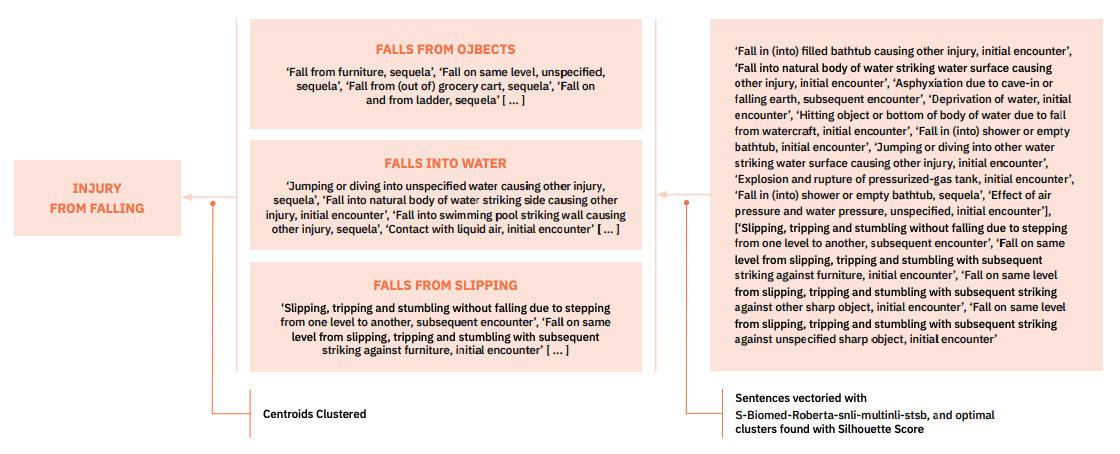 INJURY
FROM FALLING
FALLS FROM OJBECTS
‘Fall from furniture, sequela’, ‘Fall on same level, unspecified,
sequela’, ‘Fall from (out of) grocery cart, sequela’, ‘Fall on
and from ladder, sequela’ [ ... ]
FALLS INTO WATER
‘Jumping or diving into unspecified water causing other injury,
sequela’, ‘Fall into natural body of water striking side causing other
injury, initial encounter’, ‘Fall into swimming pool striking wall causing
other injury, sequela’, ‘Contact with liquid air, initial encounter’ [ ... ]
FALLS FROM SLIPPING
‘Slipping, tripping and stumbling without falling due to stepping
from one level to another, subsequent encounter’, ‘Fall on same
level from slipping, tripping and stumbling with subsequent
striking against furniture, initial encounter’ [ ... ]
Centroids Clustered
‘Fall in (into) filled bathtub causing other injury, initial encounter’,
‘Fall into natural body of water striking water surface causing
other injury, initial encounter’, ‘Asphyxiation due to cave-in or
falling earth, subsequent encounter’, ‘Deprivation of water, initial
encounter’, ‘Hitting object or bottom of body of water due to fall
from watercraft, initial encounter’, ‘Fall in (into) shower or empty
bathtub, initial encounter’, ‘Jumping or diving into other water
striking water surface causing other injury, initial encounter’,
‘Explosion and rupture of pressurized-gas tank, initial encounter’,
‘Fall in (into) shower or empty bathtub, sequela’, ‘Effect of air
pressure and water pressure, unspecified, initial encounter’],
[‘Slipping, tripping and stumbling without falling due to stepping
from one level to another, subsequent encounter’, ‘Fall on same
level from slipping, tripping and stumbling with subsequent
striking against furniture, initial encounter’, ‘Fall on same level
from slipping, tripping and stumbling with subsequent striking
against other sharp object, initial encounter’, ‘Fall on same level
from slipping, tripping and stumbling with subsequent striking
against unspecified sharp object, initial encounter’
Sentences vectoried with
S-Biomed-Roberta-snli-multinli-stsb, and optimal
clusters found with Silhouette Score